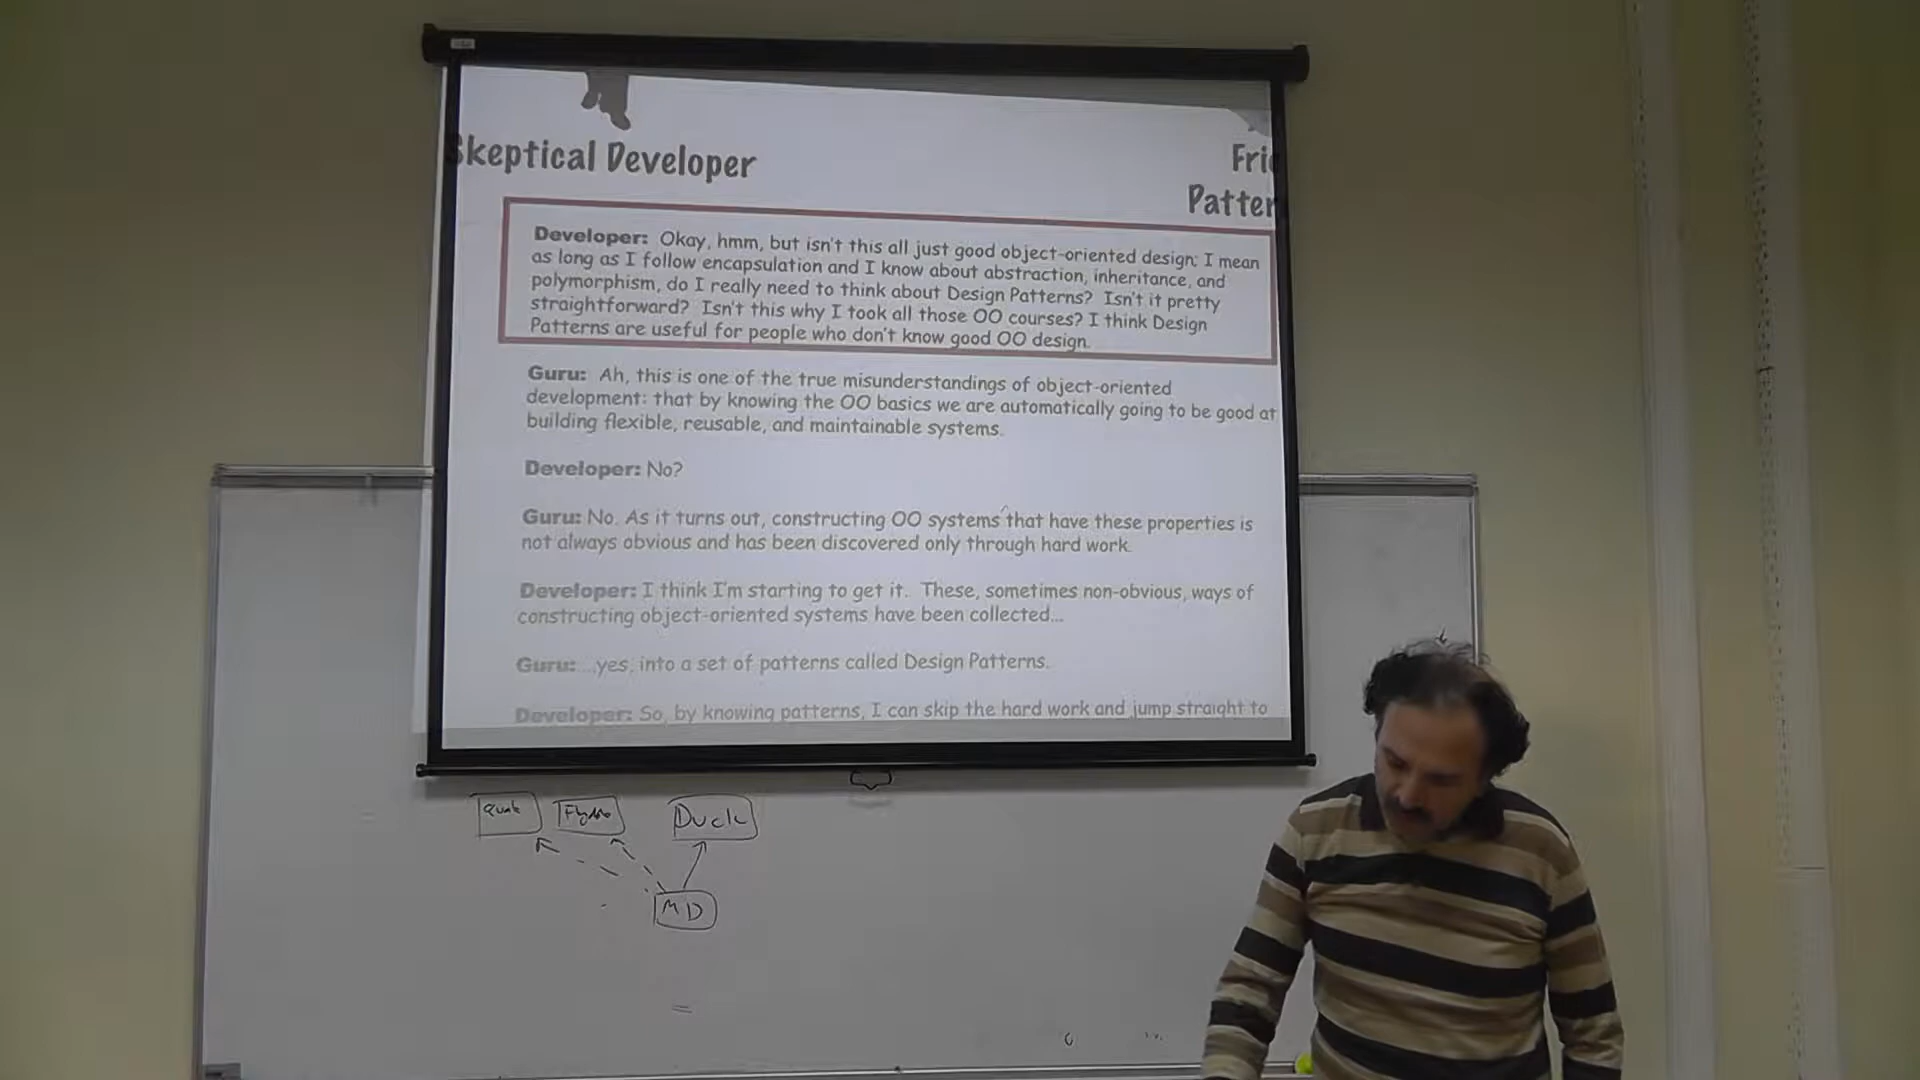 Skeptical Developer
Frie
Pattern
Developer: Okay, hmm, but isn't this all just good object-oriented design; I mean
as long as I follow encapsulation and I know about abstraction, inheritance, and
polymorphism, do I really need to think about Design Patterns? Isn't it pretty
straightforward? Isn't this why I took all those OO courses? I think Design
Patterns are useful for people who don't know good OO design.
Guru: Ah, this is one of the true misunderstandings of object-oriented
development: that by knowing the OO basics we are automatically going to be good at
building flexible, reusable, and maintainable systems.
Developer: No?
Guru: No. As it turns out, constructing OO systems that have these properties is
not always obvious and has been discovered only through hard work.
Developer: I think I'm starting to get it. These, sometimes non-obvious, ways of
constructing object-oriented systems have been collected...
Guru: ...yes, into a set of patterns called Design Patterns.
Developer: So, by knowing patterns, I can skip the hard work and jump straight to
Duck
MD